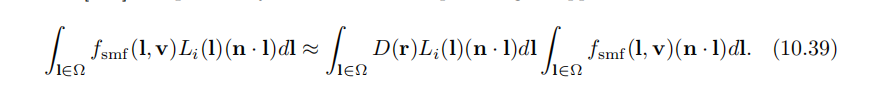 ∫_{l∈Ω} f_smf(l, v)L_i(l)(n · l)dl ≈ ∫_{l∈Ω} D(r)L_i(l)(n · l)dl ∫_{l∈Ω} f_smf(l, v)(n · l)dl. (10.39)